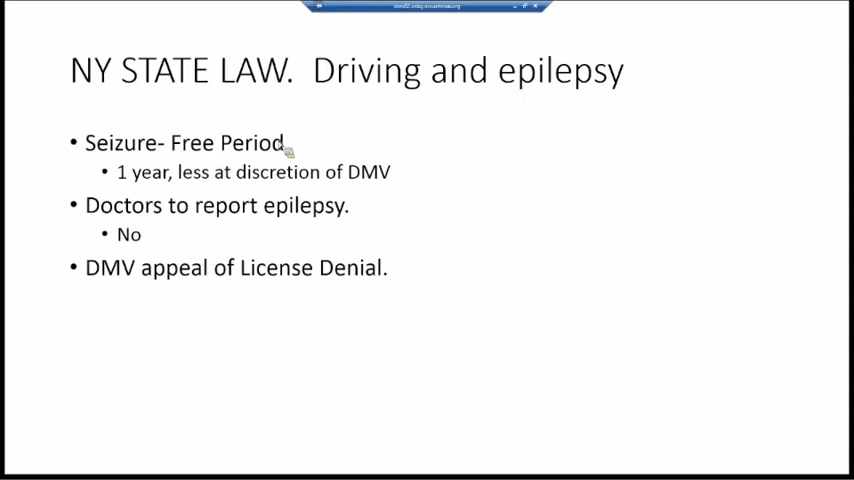 NY STATE LAW.  Driving and epilepsy
• Seizure- Free Period.
• 1 year, less at discretion of DMV
• Doctors to report epilepsy.
• No
• DMV appeal of License Denial.